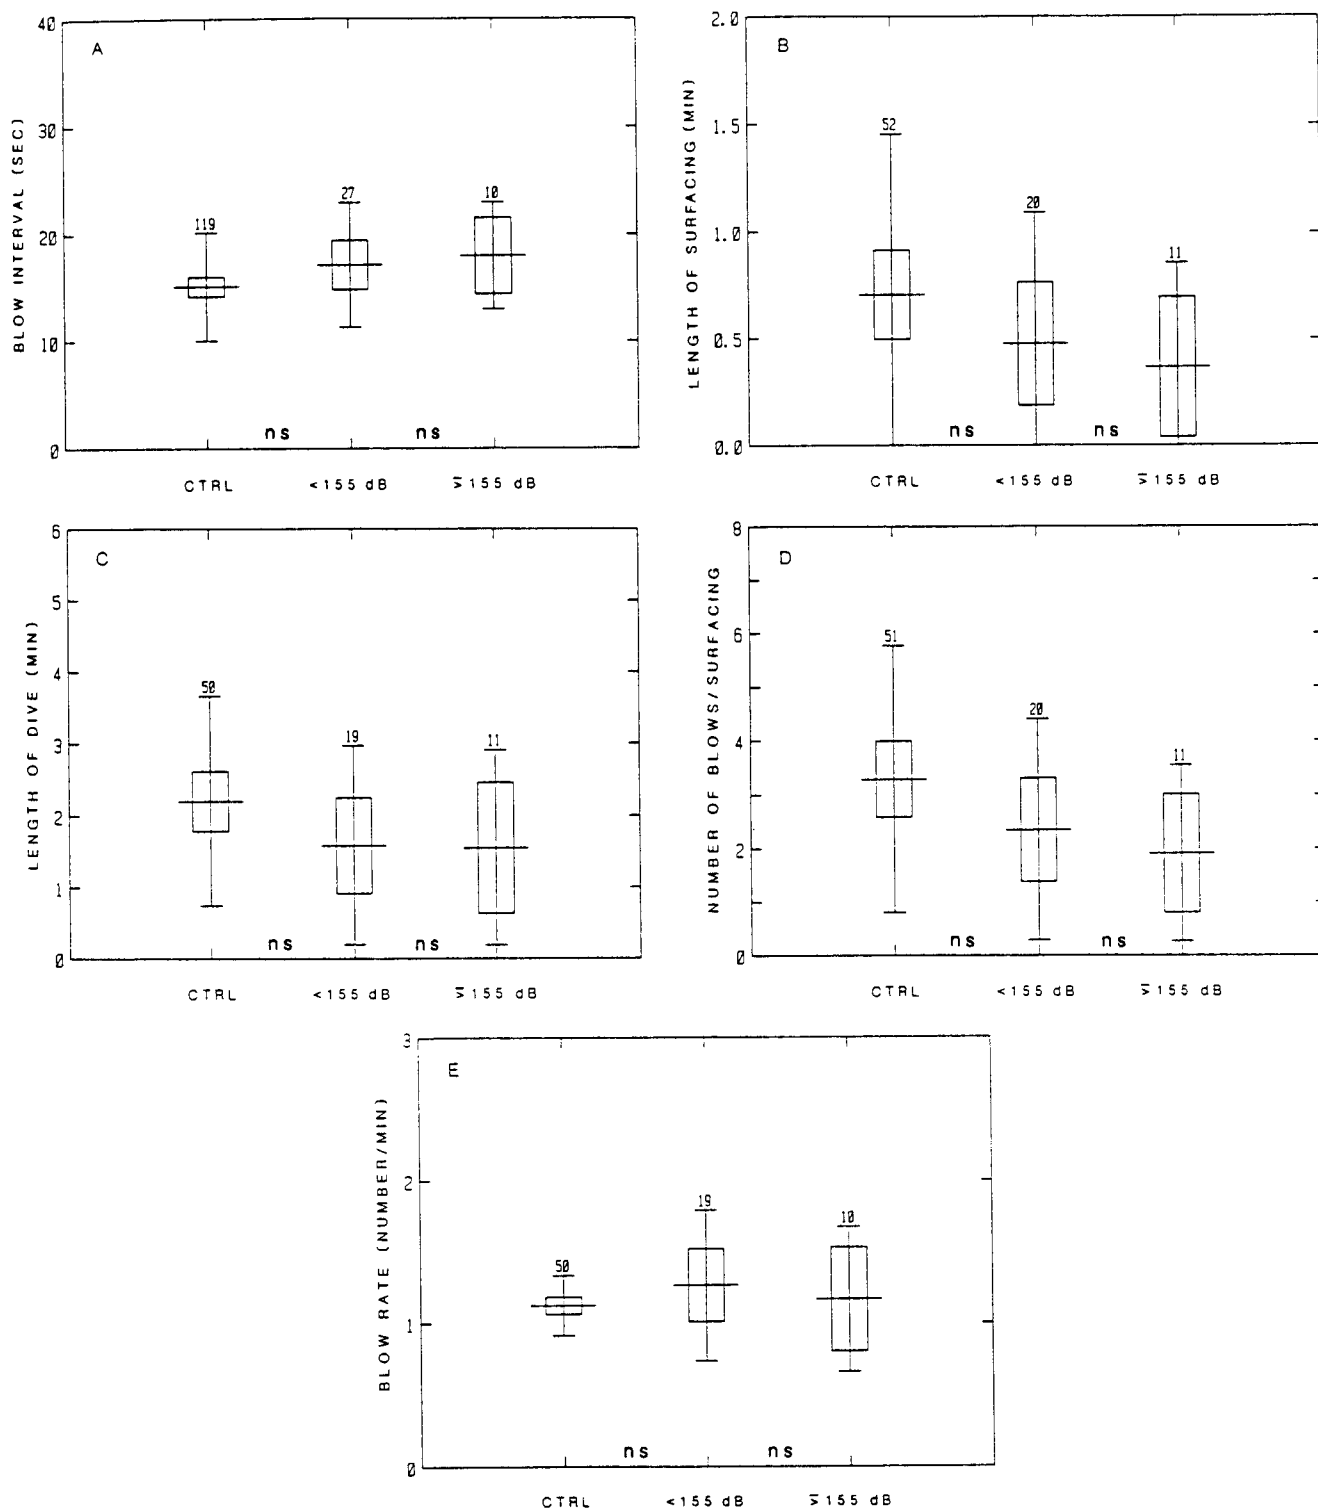 A
BLOW INTERVAL (SEC)
40
30
20
10
0
119
27
10
ns
ns
CTRL
<155 dB
≥155 dB
B
LENGTH OF SURFACING (MIN)
2.0
1.5
1.0
0.5
0.0
52
20
11
ns
ns
CTRL
<155 dB
≥155 dB
C
LENGTH OF DIVE (MIN)
6
5
4
3
2
1
0
50
19
11
ns
ns
CTRL
<155 dB
≥155 dB
D
NUMBER OF BLOWS/SURFACING
8
6
4
2
0
51
20
11
ns
ns
CTRL
<155 dB
≥155 dB
E
BLOW RATE (NUMBER/MIN)
3
2
1
0
50
19
10
ns
ns
CTRL
<155 dB
≥155 dB